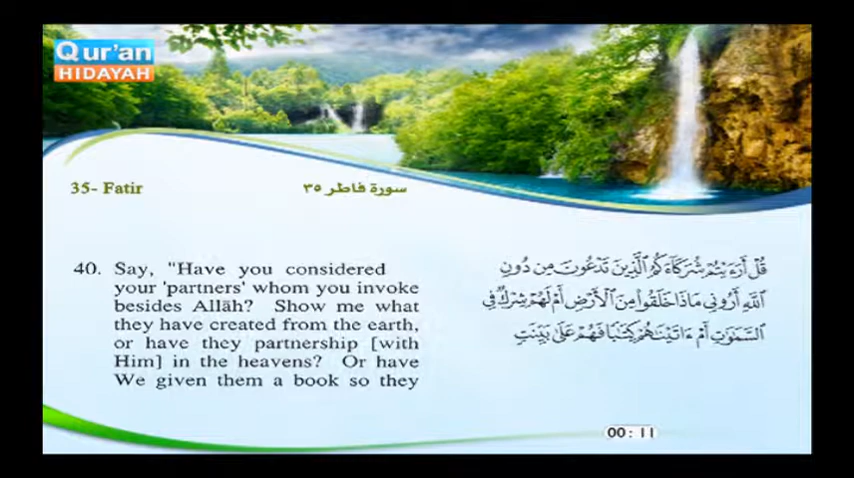 Qur'an
HIDAYAH
35- Fatir
سورة فاطر ٣٥
40. Say, "Have you considered
your 'partners' whom you invoke
besides Allāh? Show me what
they have created from the earth,
or have they partnership [with
Him] in the heavens? Or have
We given them a book so they
قُلْ أَرَءَيْتُمْ شُرَكَآءَكُمُ ٱلَّذِينَ تَدْعُونَ مِن دُونِ
ٱللَّهِ أَرُونِى مَاذَا خَلَقُوا۟ مِنَ ٱلْأَرْضِ أَمْ لَهُمْ شِرْكٌ فِى
ٱلسَّمَٰوَٰتِ أَمْ ءَاتَيْنَٰهُمْ كِتَٰبًا فَهُمْ عَلَىٰ بَيِّنَتٍ
00:11